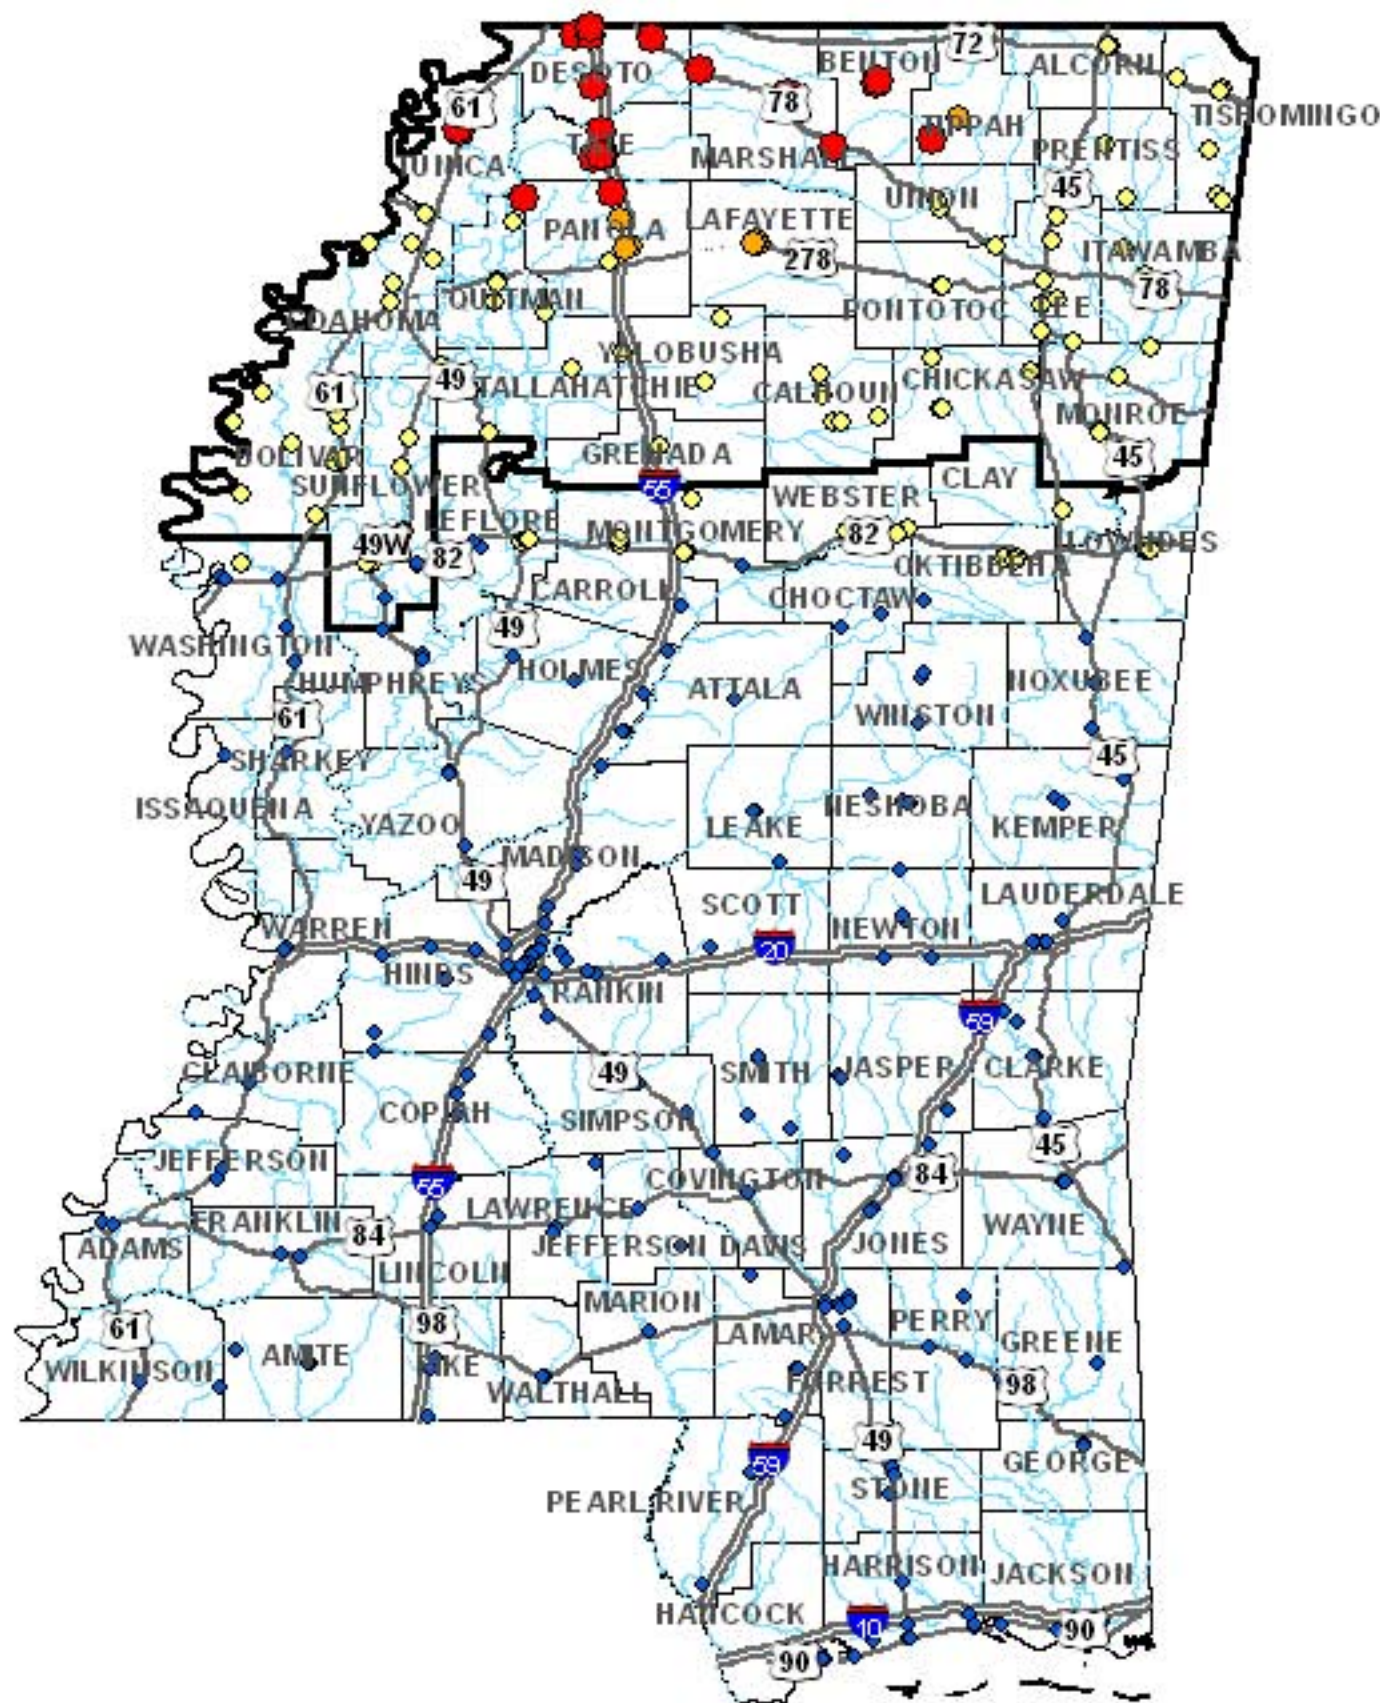 72
BENTON
ALCORN
DESOTO
61
78
TISHOMINGO
TIPPAH
TATE
PRENTISS
MARSHALL
TUNICA
45
UNION
LAFAYETTE
PANOLA
ITAWAMBA
278
78
QUITMAN
PONTOTOC
LEE
COAHOMA
YALOBUSHA
49
CHICKASAW
61
TALLAHATCHIE
CALHOUN
MONROE
GRENADA
BOLIVAR
45
CLAY
SUNFLOWER
55
WEBSTER
LEFLORE
MONTGOMERY
82
49W
LOWNDES
82
OKTIBBEHA
CARROLL
CHOCTAW
49
WASHINGTON
HOLMES
HUMPHREYS
NOXUBEE
ATTALA
61
WINSTON
45
SHARKEY
ISSAQUENA
NESHOBA
YAZOO
LEAKE
KEMPER
MADISON
49
LAUDERDALE
SCOTT
WARREN
NEWTON
20
HINDS
RANKIN
59
JASPER
CLARKE
CLAIBORNE
49
SMITH
COPIAH
SIMPSON
45
JEFFERSON
84
COVINGTON
55
LAWRENCE
FRANKLIN
WAYNE
84
ADAMS
JEFFERSON DAVIS
JONES
LINCOLN
MARION
98
PERRY
61
LAMAR
GREENE
AMITE
WILKINSON
PIKE
FORREST
98
WALTHALL
49
59
GEORGE
STONE
PEARL RIVER
HARRISON
JACKSON
HANCOCK
10
90
90